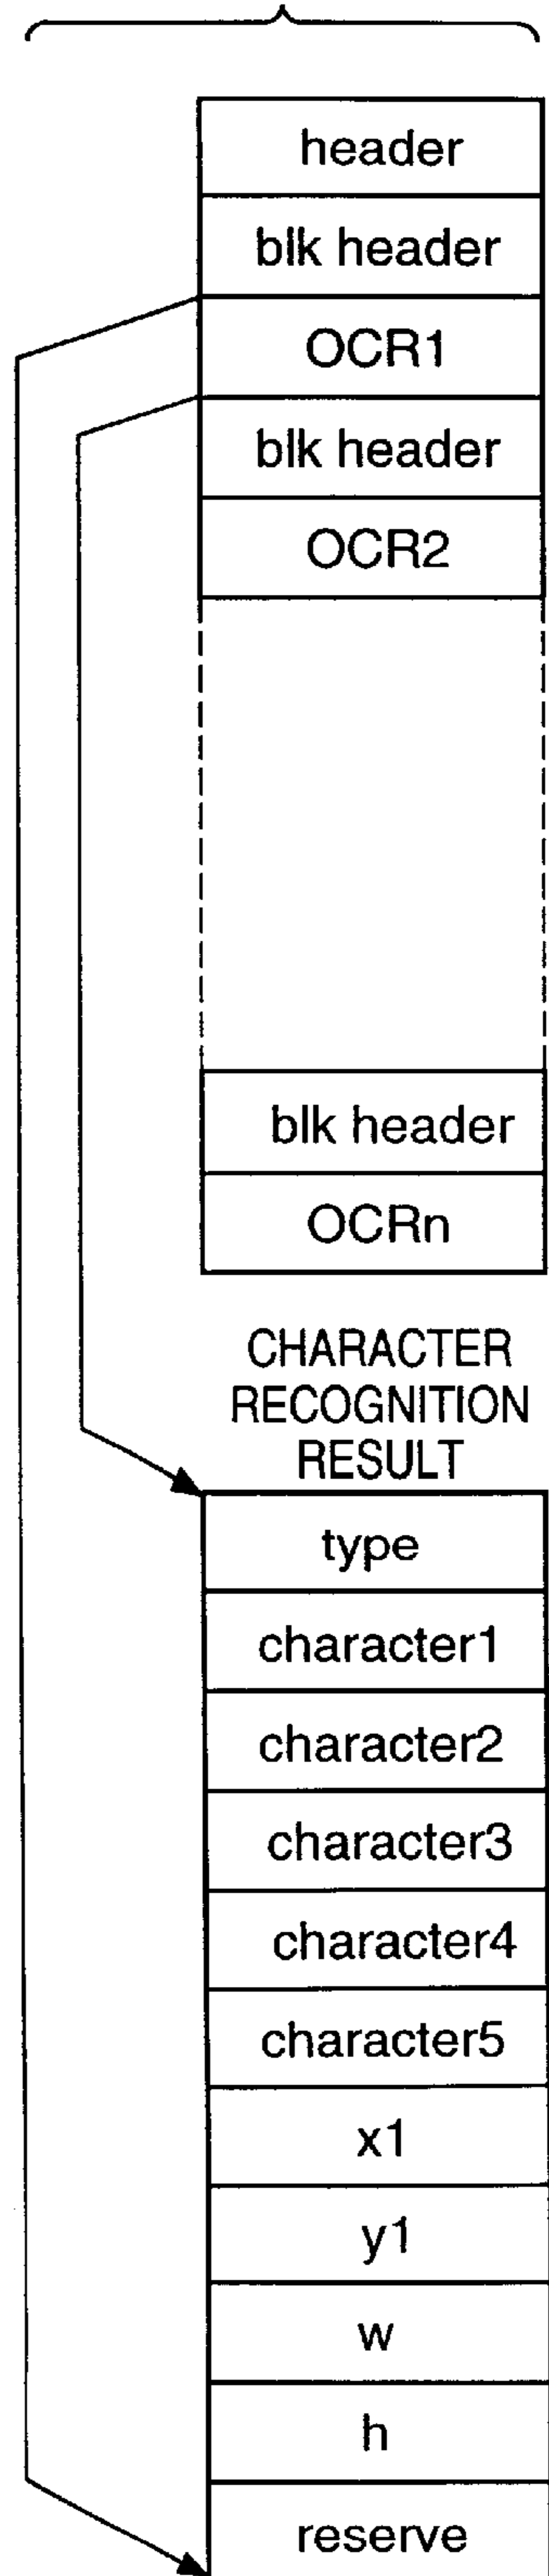 header
blk header
OCR1
blk header
OCR2
blk header
OCRn
CHARACTER
RECOGNITION
RESULT
type
character1
character2
character3
character4
character5
x1
y1
w
h
reserve